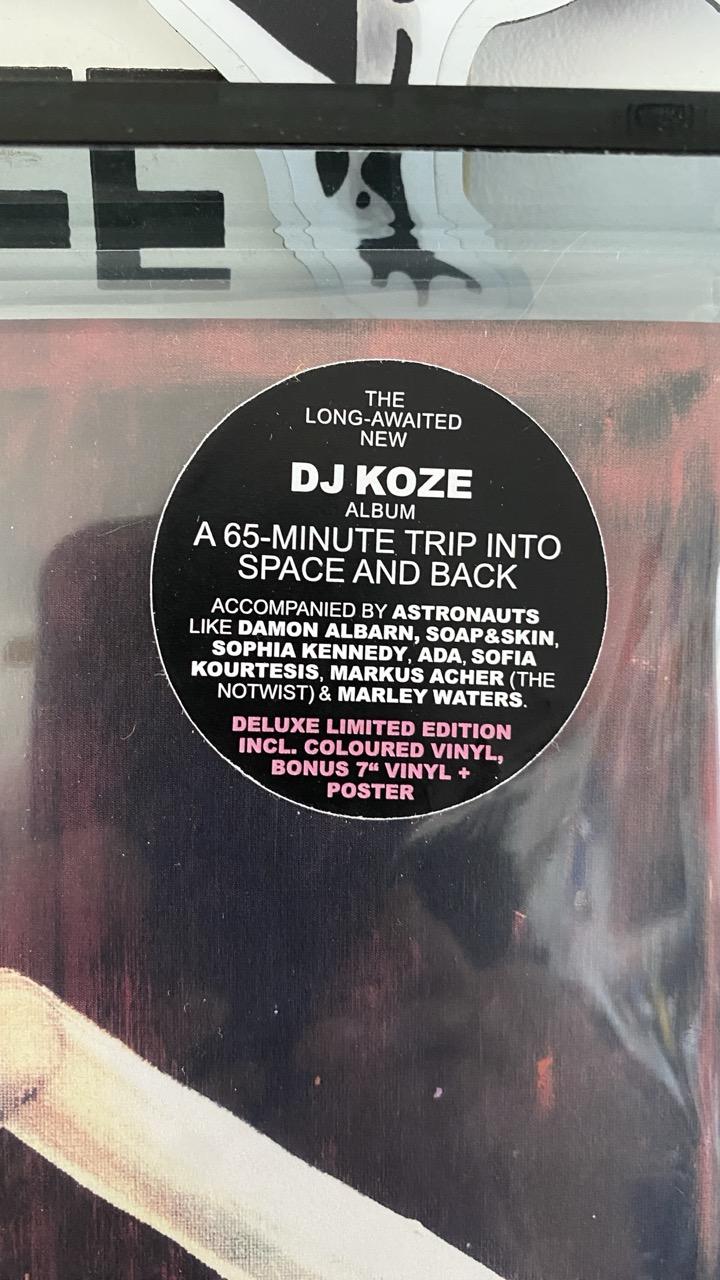 THE
LONG-AWAITED
NEW
DJ KOZE
ALBUM
A 65-MINUTE TRIP INTO
SPACE AND BACK
ACCOMPANIED BY ASTRONAUTS
LIKE DAMON ALBARN, SOAP&SKIN,
SOPHIA KENNEDY, ADA, SOFIA
KOURTESIS, MARKUS ACHER (THE
NOTWIST) & MARLEY WATERS.
DELUXE LIMITED EDITION
INCL. COLOURED VINYL,
BONUS 7“ VINYL +
POSTER